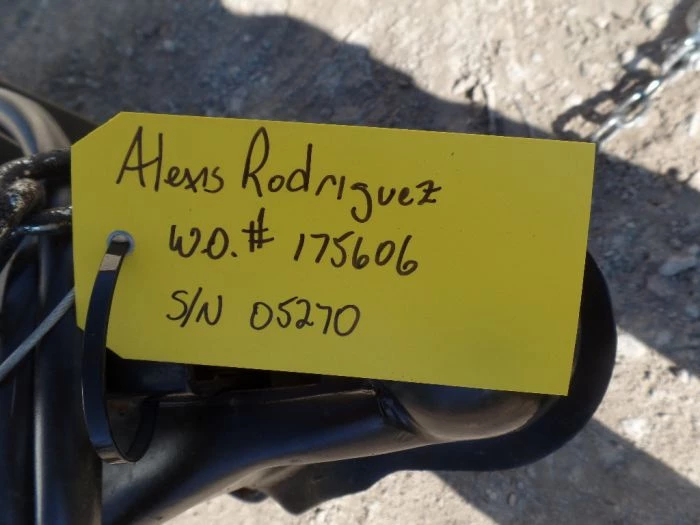 Alexis Rodriguez
W.O.# 175606
S/N 05270